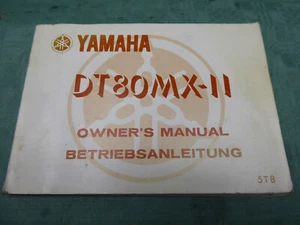 YAMAHA
DT80MX-II
OWNER'S MANUAL
BETRIEBSANLEITUNG
5T8